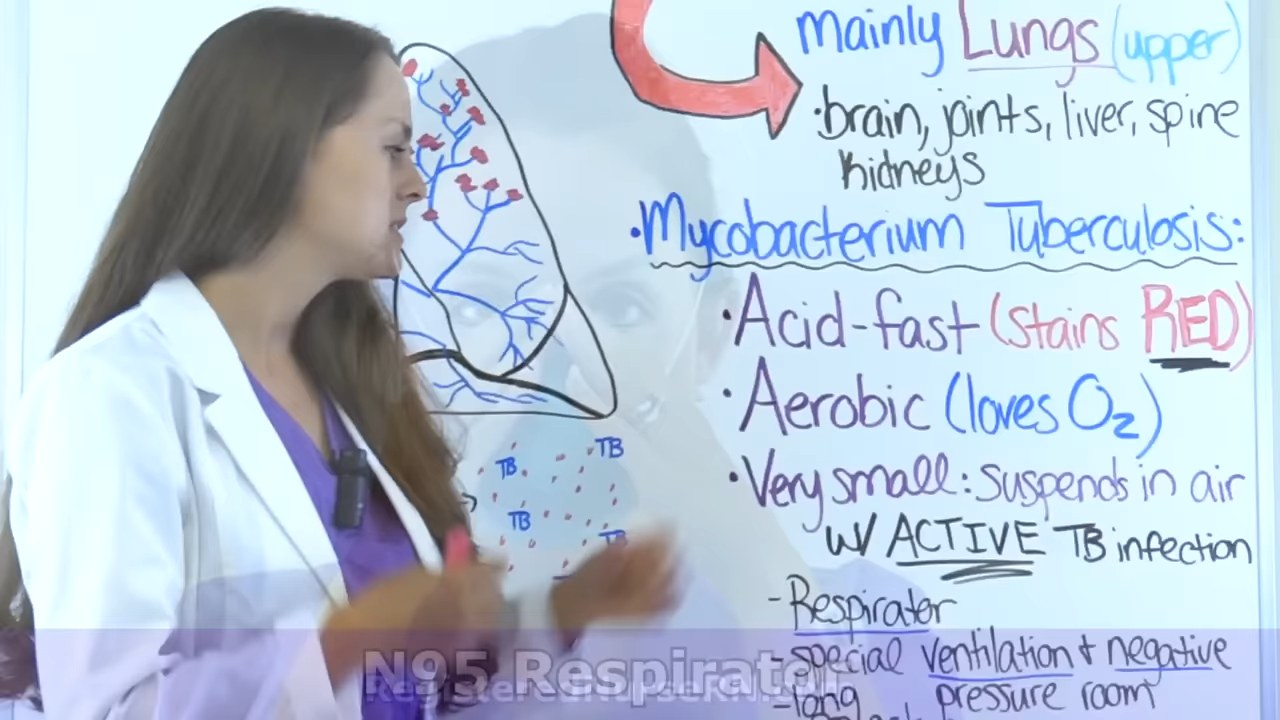 Mainly Lungs (upper)
·brain, joints, liver, spine
kidneys
·Mycobacterium Tuberculosis:
·Acid-fast (stains RED)
·Aerobic (loves O₂)
TB
TB
TB
TB
·Very small: suspends in air
w/ ACTIVE TB infection
-Respirator
-special ventilation & negative
-long pressure room
N95 Respirator